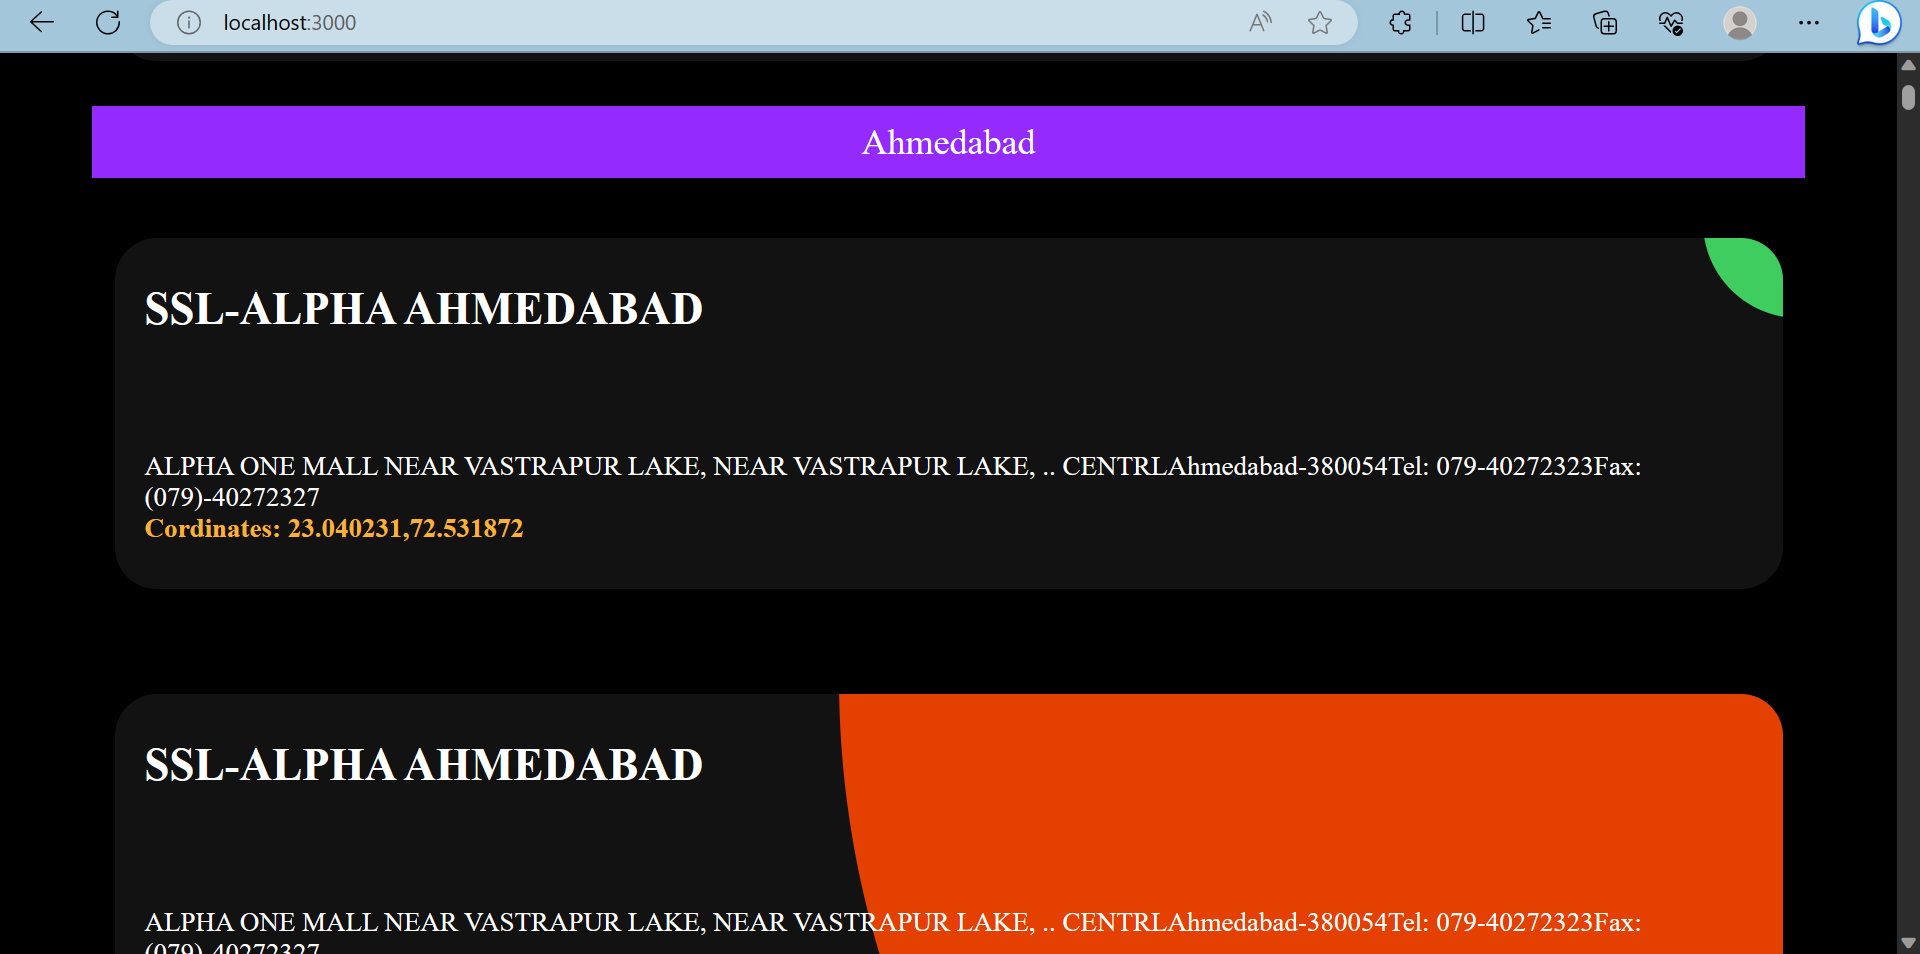 localhost:3000
Ahmedabad
SSL-ALPHA AHMEDABAD
ALPHA ONE MALL NEAR VASTRAPUR LAKE, NEAR VASTRAPUR LAKE, .. CENTRLAhmedabad-380054Tel: 079-40272323Fax:
(079)-40272327
Cordinates: 23.040231,72.531872
SSL-ALPHA AHMEDABAD
ALPHA ONE MALL NEAR VASTRAPUR LAKE, NEAR VASTRAPUR LAKE, .. CENTRLAhmedabad-380054Tel: 079-40272323Fax:
(079)-40272327